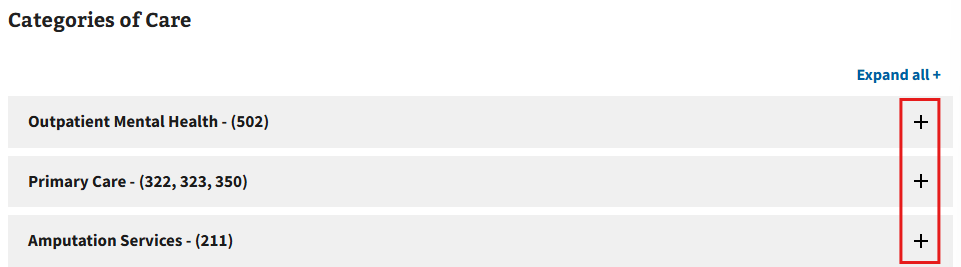 Categories of Care
Expand all +
Outpatient Mental Health - (502) +
Primary Care - (322, 323, 350) +
Amputation Services - (211) +